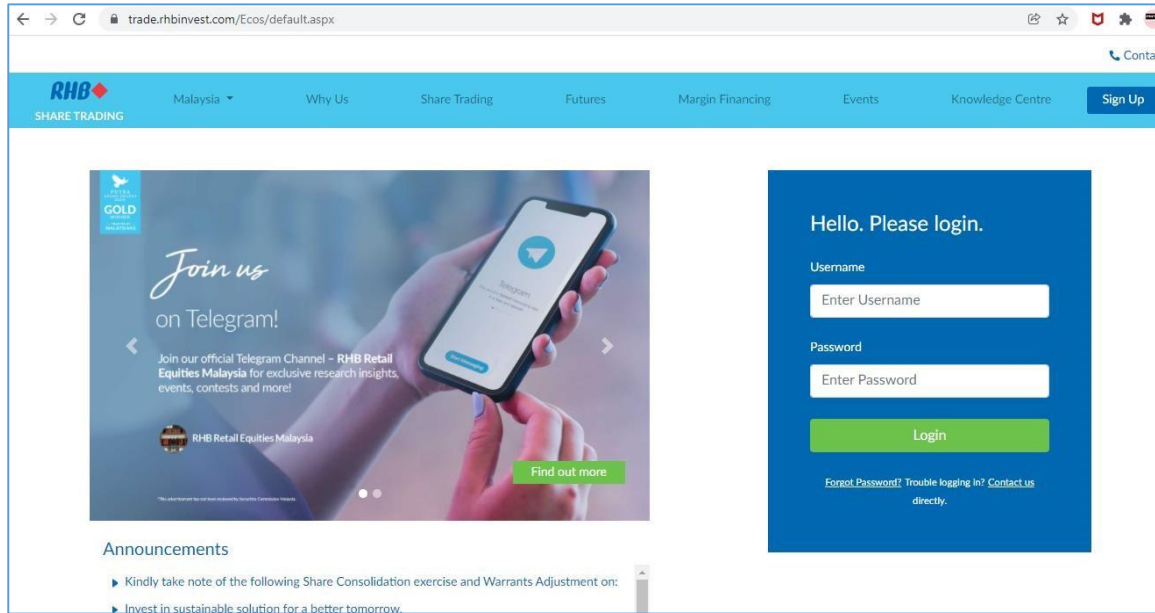 trade.rhbinvest.com/Ecos/default.aspx
Conta
RHB
SHARE TRADING
Malaysia
Why Us
Share Trading
Futures
Margin Financing
Events
Knowledge Centre
Sign Up
GOLD
Join us
on Telegram!
Join our official Telegram Channel – RHB Retail
Equities Malaysia for exclusive research insights,
events, contests and more!
RHB Retail Equities Malaysia
Telegram
Find out more
Hello. Please login.
Username
Enter Username
Password
Enter Password
Login
Forgot Password? Trouble logging in? Contact us
directly.
Announcements
Kindly take note of the following Share Consolidation exercise and Warrants Adjustment on:
Invest in sustainable solution for a better tomorrow.